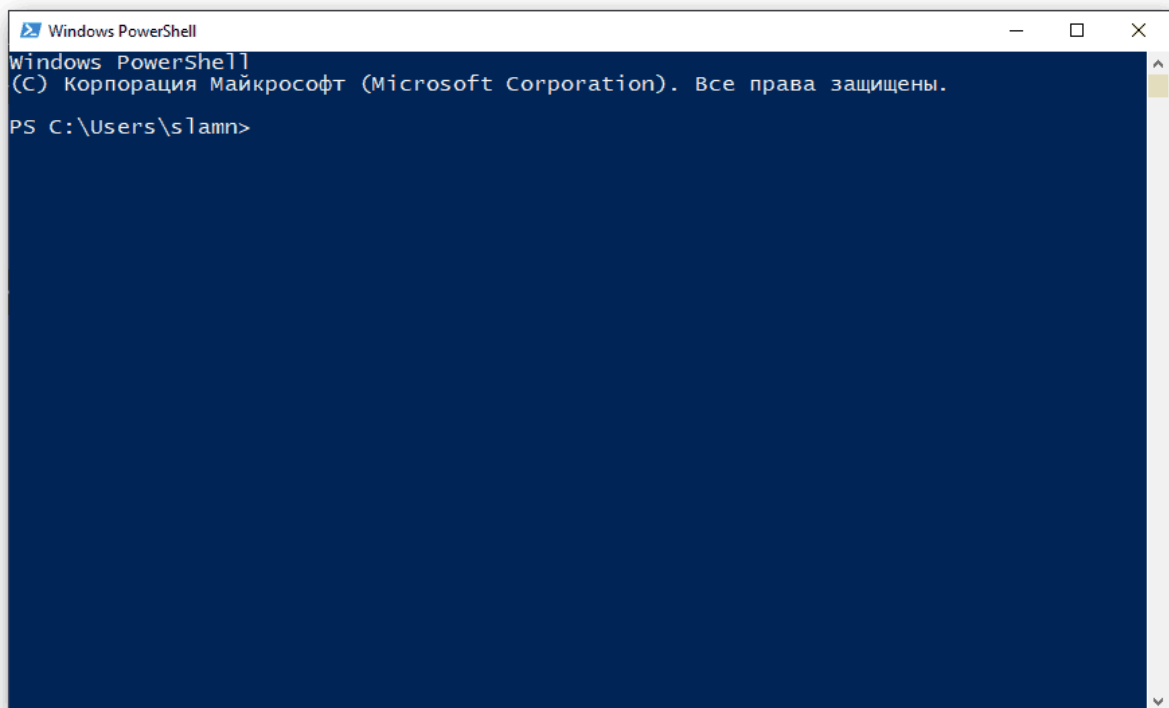 Windows PowerShell
Windows PowerShell
(C) Корпорация Майкрософт (Microsoft Corporation). Все права защищены.
PS C:\Users\slamn>